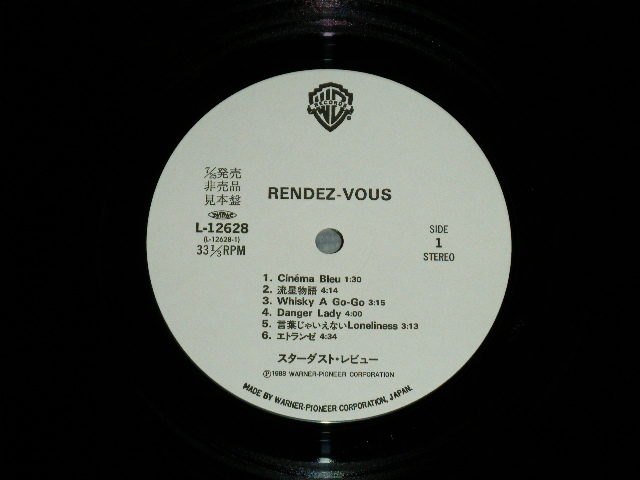 WB
RECORDS
RENDEZ-VOUS
7/25発売
非売品
見本盤
L-12628
(L-12628-1)
33 1/3 RPM
SIDE
1
STEREO
1. Cinéma Bleu 1:30
2. 流星物語 4:14
3. Whisky A Go-Go 3:15
4. Danger Lady 4:00
5. 言葉じゃいえないLoneliness 3:13
6. エトランゼ 4:34
スターダスト・レビュー
Ⓟ1988 WARNER-PIONEER CORPORATION
MADE BY WARNER-PIONEER CORPORATION, JAPAN.